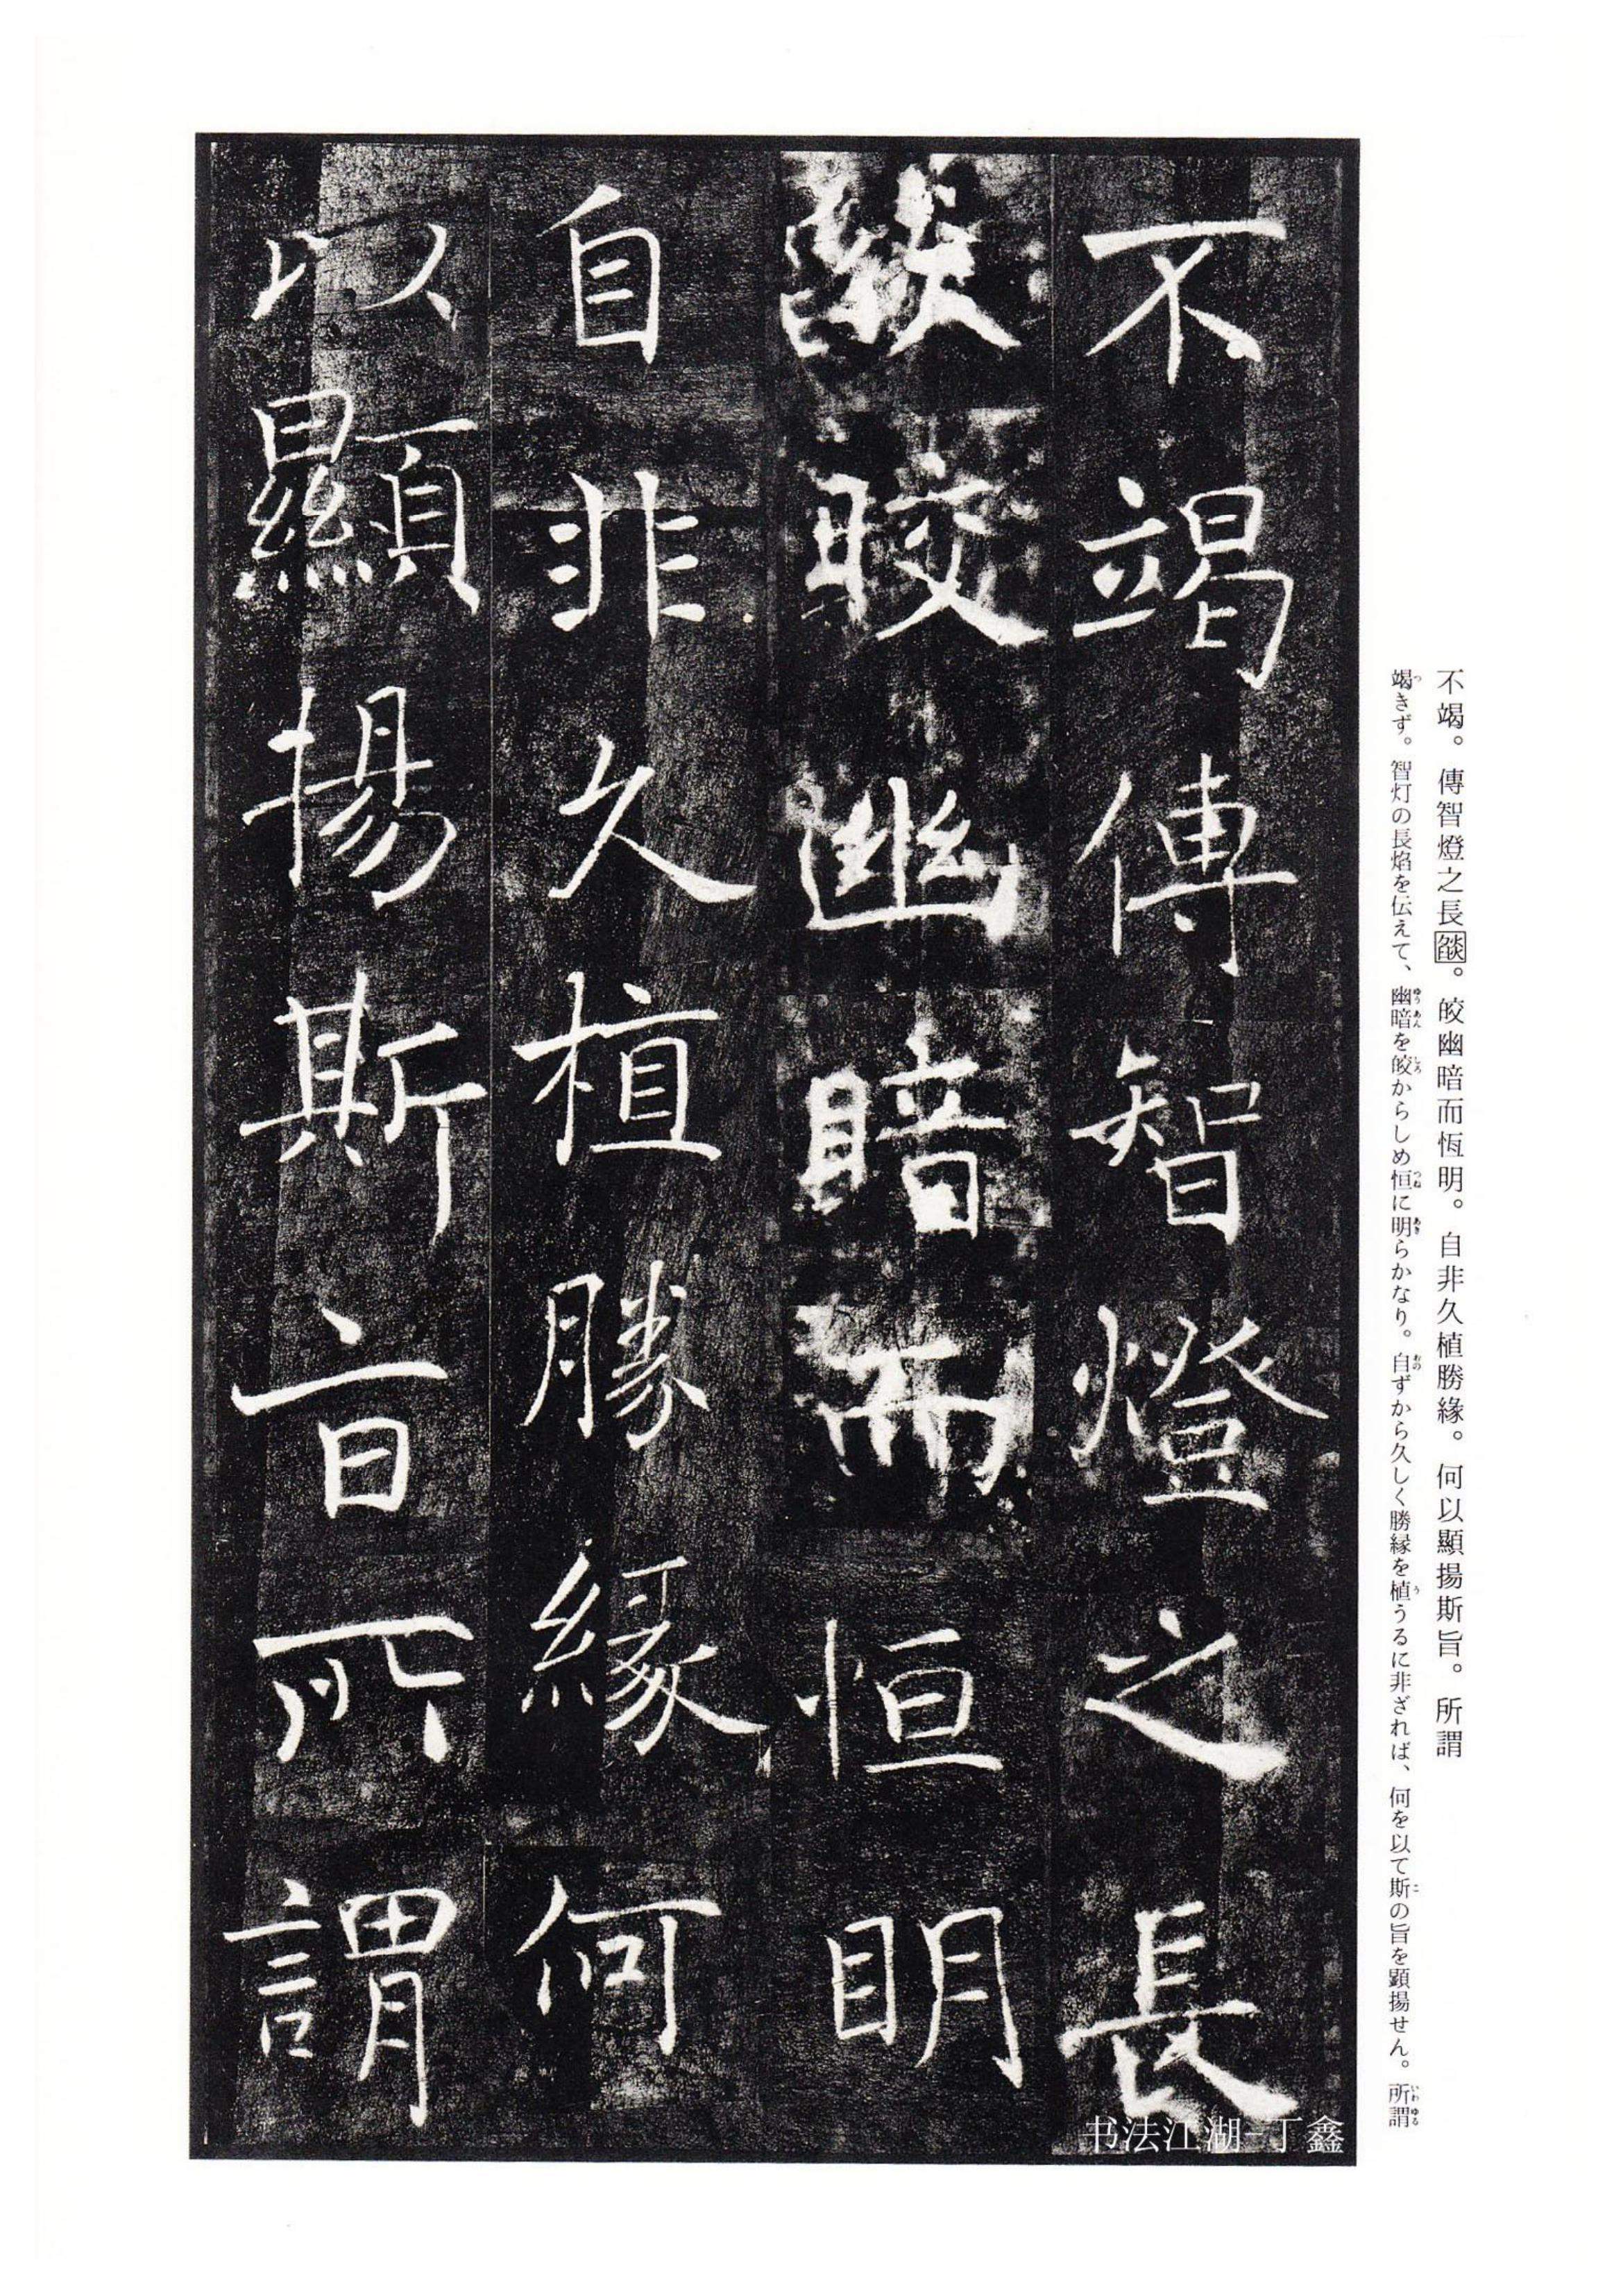 不竭。傳智燈之長燄。皎幽暗而恆明。自非久植勝緣。何以顯揚斯旨。所謂
竭きず。智灯の長焰を伝えて、幽暗を皎からしめ恒に明らかなり。自ずから久しく勝縁を植うるに非ざれば、何を以て斯の旨を顕揚せん。所謂
不竭傳智燈之長
燄皎幽暗而恒明
自非久植勝緣何
以顯揚斯旨所謂
书法江湖-丁鑫